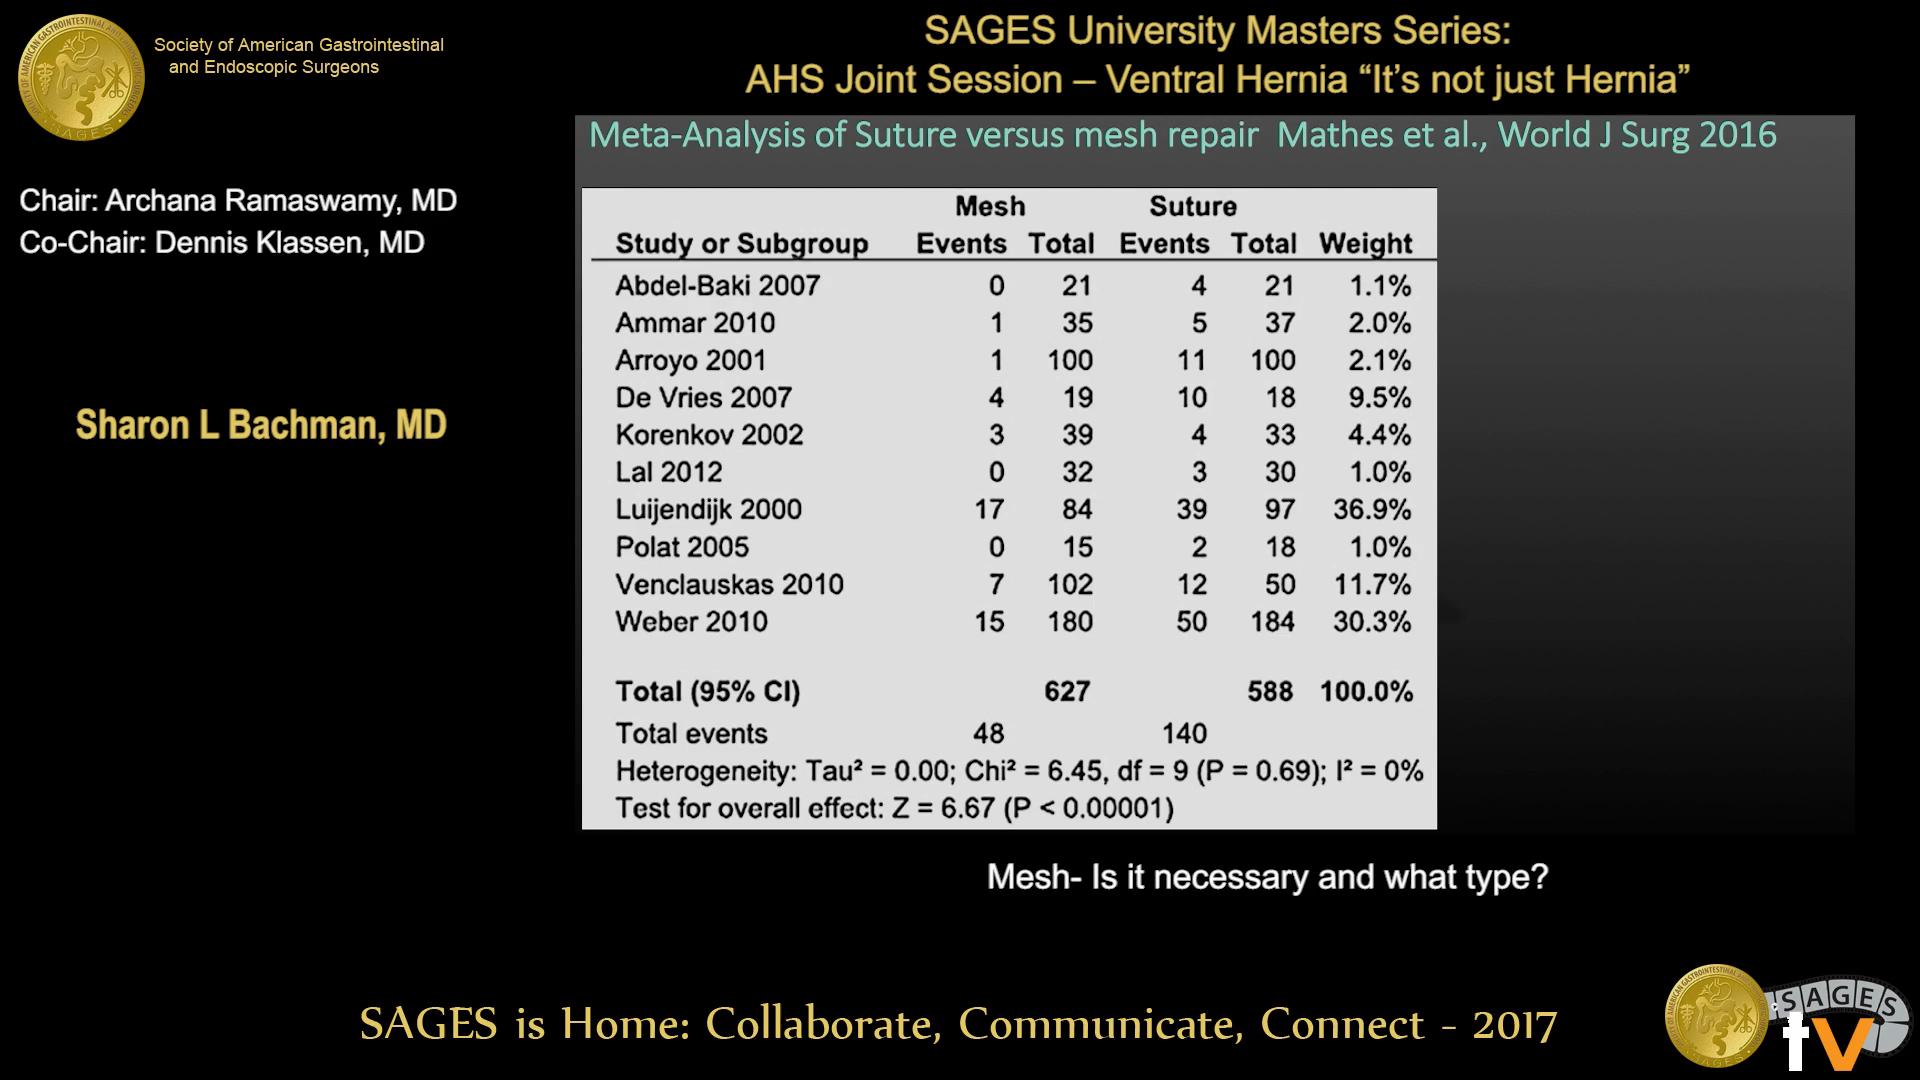 Society of American Gastrointestinal
and Endoscopic Surgeons
SAGES University Masters Series:
AHS Joint Session – Ventral Hernia “It’s not just Hernia”
Chair: Archana Ramaswamy, MD
Co-Chair: Dennis Klassen, MD
Sharon L Bachman, MD
Meta-Analysis of Suture versus mesh repair Mathes et al., World J Surg 2016
Mesh Suture
Study or Subgroup Events Total Events Total Weight
Abdel-Baki 2007 0 21 4 21 1.1%
Ammar 2010 1 35 5 37 2.0%
Arroyo 2001 1 100 11 100 2.1%
De Vries 2007 4 19 10 18 9.5%
Korenkov 2002 3 39 4 33 4.4%
Lal 2012 0 32 3 30 1.0%
Luijendijk 2000 17 84 39 97 36.9%
Polat 2005 0 15 2 18 1.0%
Venclauskas 2010 7 102 12 50 11.7%
Weber 2010 15 180 50 184 30.3%
Total (95% CI) 627 588 100.0%
Total events 48 140
Heterogeneity: Tau² = 0.00; Chi² = 6.45, df = 9 (P = 0.69); I² = 0%
Test for overall effect: Z = 6.67 (P < 0.00001)
Mesh- Is it necessary and what type?
SAGES is Home: Collaborate, Communicate, Connect - 2017
SAGES
tv